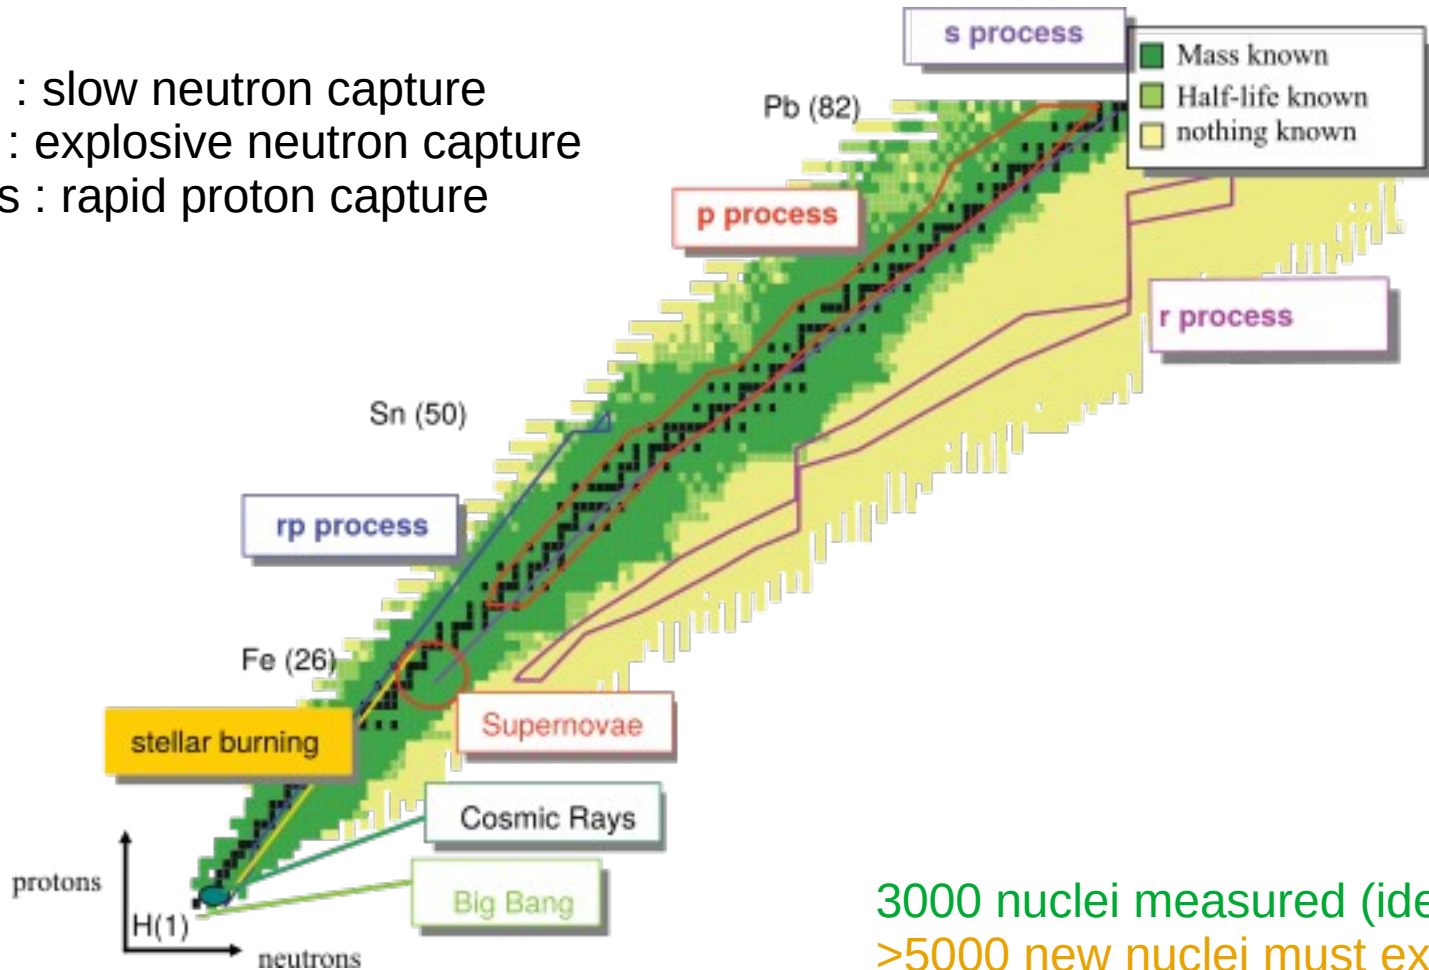 : slow neutron capture
: explosive neutron capture
s : rapid proton capture
s process
Mass known
Half-life known
nothing known
Pb (82)
p process
r process
Sn (50)
rp process
Fe (26)
stellar burning
Supernovae
Cosmic Rays
Big Bang
protons
H(1)
neutrons
3000 nuclei measured (ide
>5000 new nuclei must ex